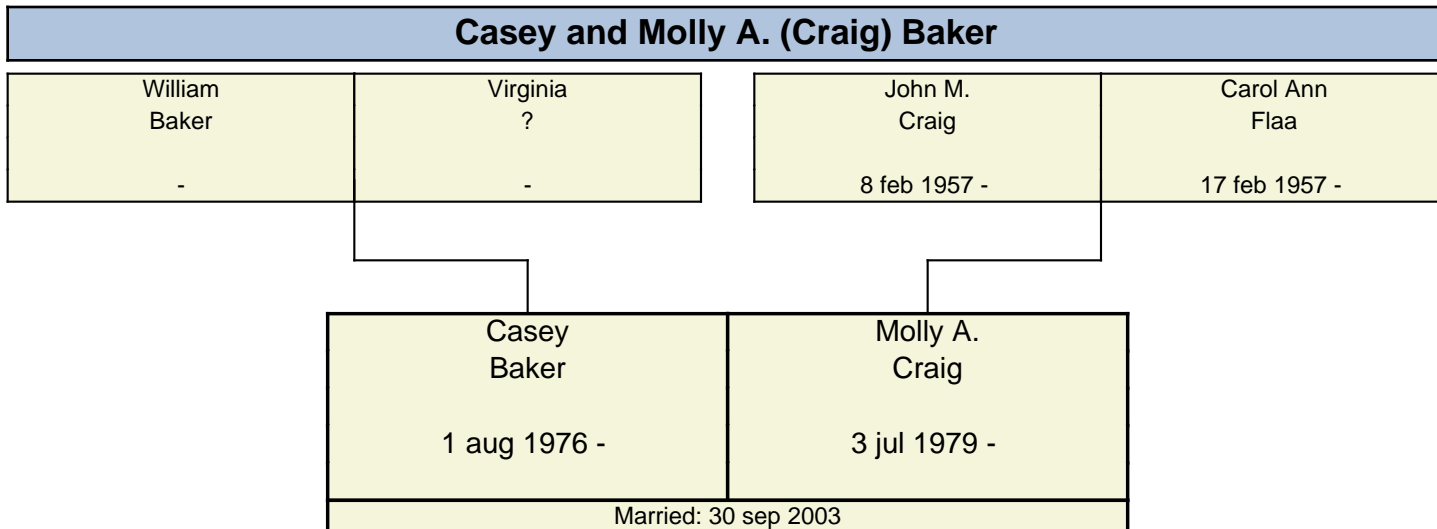 Casey and Molly A. (Craig) Baker
William
Baker
-
Virginia
?
-
John M.
Craig
8 feb 1957 -
Carol Ann
Flaa
17 feb 1957 -
Casey
Baker
1 aug 1976 -
Molly A.
Craig
3 jul 1979 -
Married: 30 sep 2003